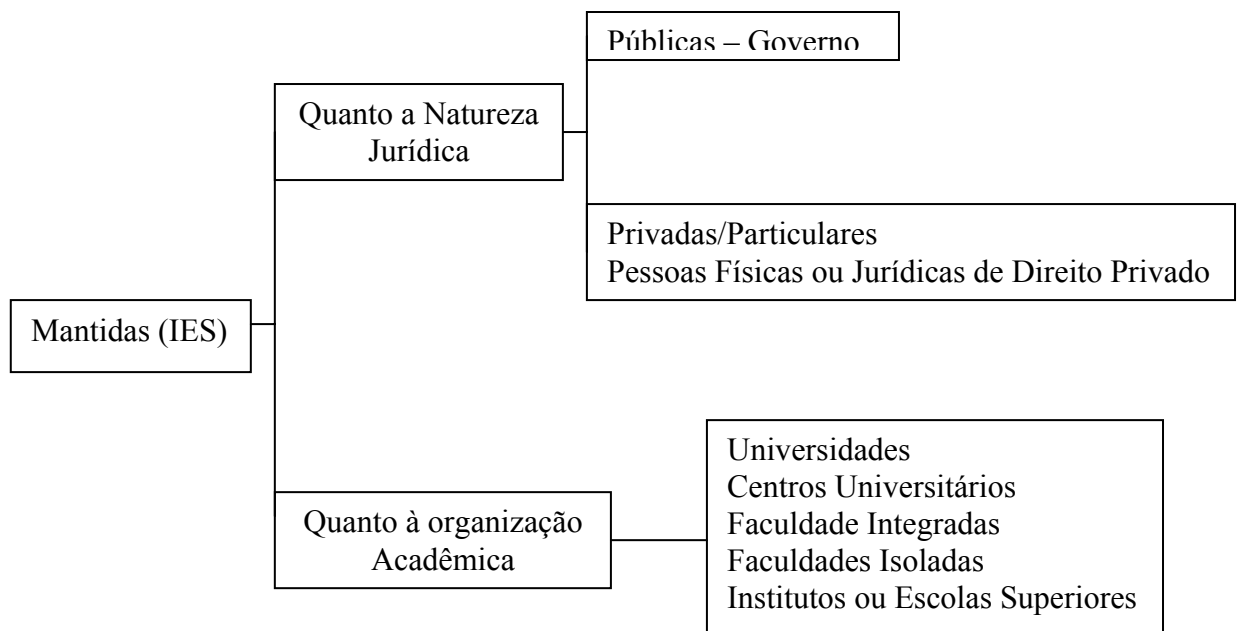 Públicas – Governo
Quanto a Natureza
Jurídica
Privadas/Particulares
Pessoas Físicas ou Jurídicas de Direito Privado
Mantidas (IES)
Universidades
Centros Universitários
Faculdade Integradas
Faculdades Isoladas
Institutos ou Escolas Superiores
Quanto à organização
Acadêmica